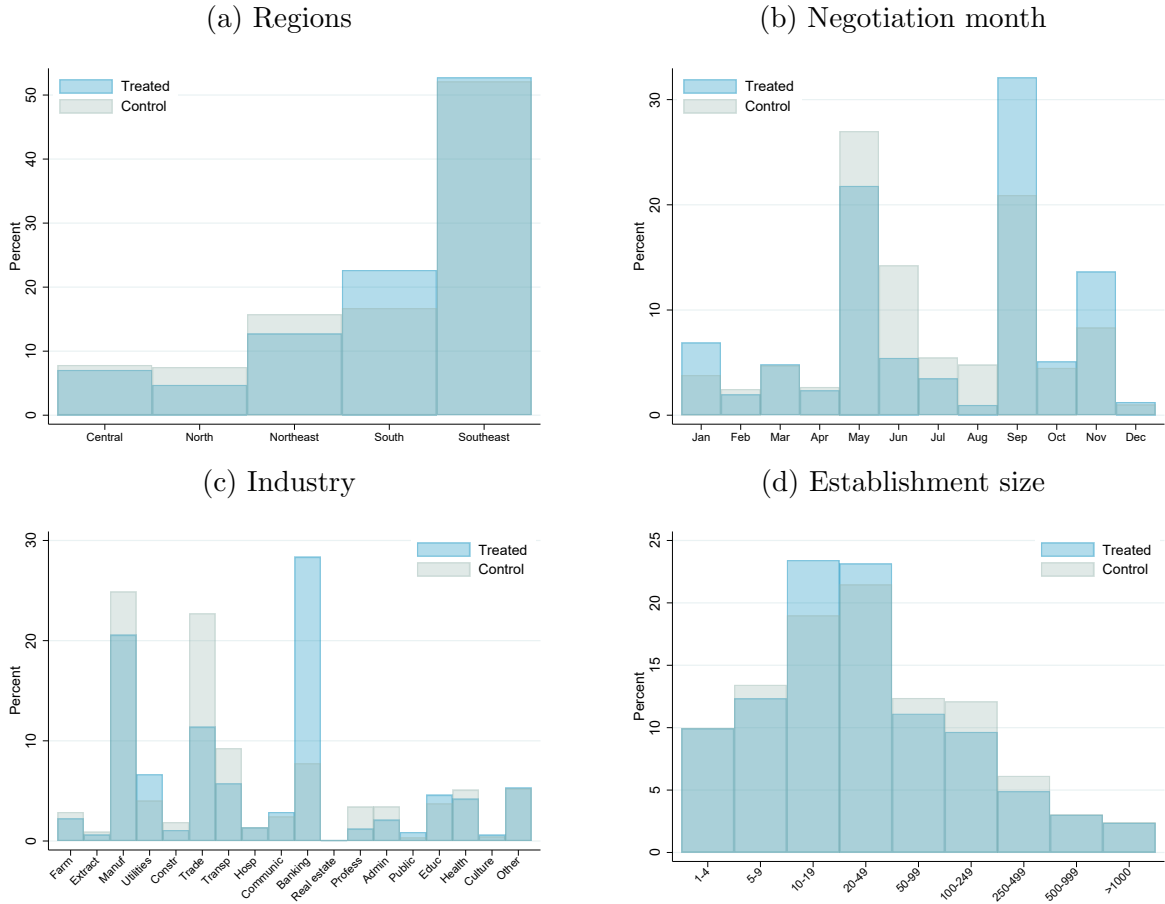 (a) Regions
Percent
50
40
30
20
10
0
Treated
Control
Central North Northeast South Southeast
(b) Negotiation month
Percent
30
20
10
0
Treated
Control
Jan Feb Mar Apr May Jun Jul Aug Sep Oct Nov Dec
(c) Industry
Percent
30
20
10
0
Treated
Control
Farm Extract Manuf Utilities Constr Trade Transp Hosp Communic Banking Real estate Profess Admin Public Educ Health Culture Other
(d) Establishment size
Percent
25
20
15
10
5
0
Treated
Control
1-4 5-9 10-19 20-49 50-99 100-249 250-499 500-999 >1000